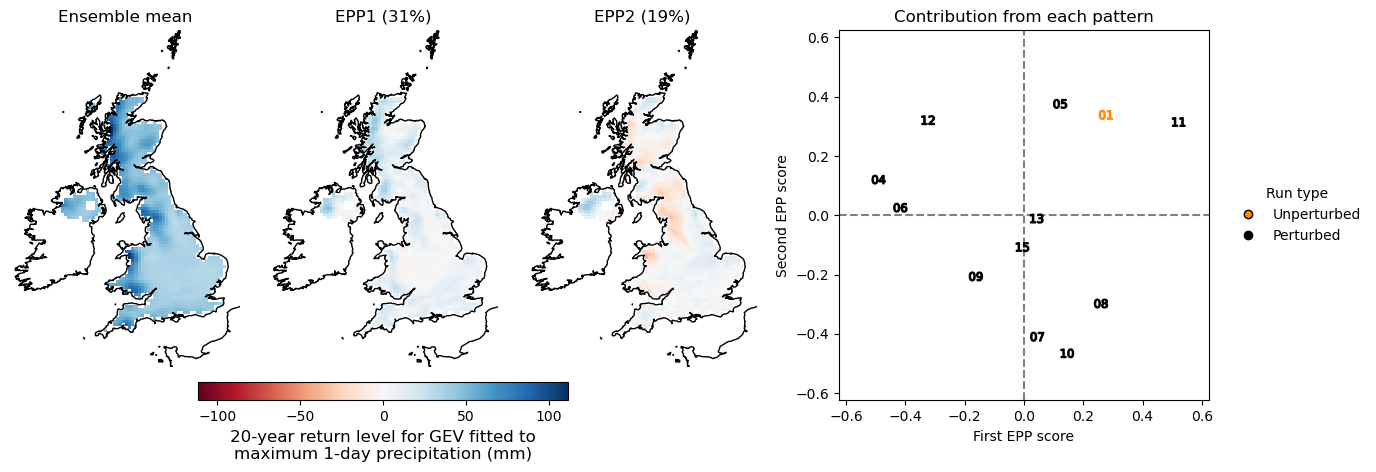 Ensemble mean
EPP1 (31%)
EPP2 (19%)
Contribution from each pattern
−100
−50
0
50
100
20-year return level for GEV fitted to
maximum 1-day precipitation (mm)
Second EPP score
0.6
0.4
0.2
0.0
−0.2
−0.4
−0.6
05
01
11
12
04
06
13
15
09
08
07
10
−0.6
−0.4
−0.2
0.0
0.2
0.4
0.6
First EPP score
Run type
Unperturbed
Perturbed